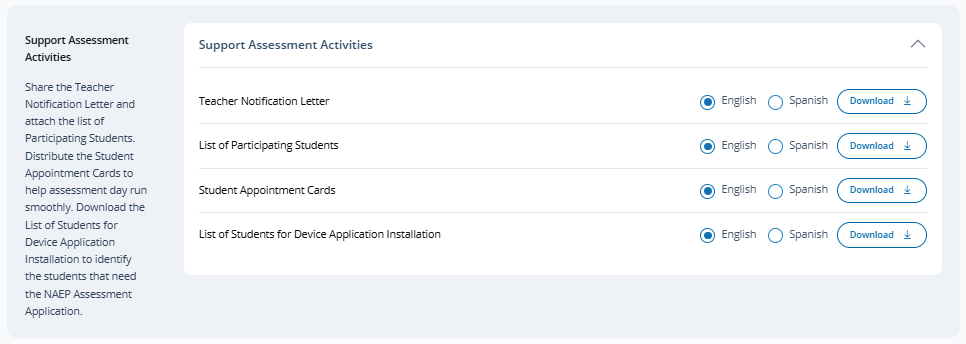 Support Assessment
Activities
Share the Teacher
Notification Letter and
attach the list of
Participating Students.
Distribute the Student
Appointment Cards to
help assessment day run
smoothly. Download the
List of Students for
Device Application
Installation to identify
the students that need
the NAEP Assessment
Application.
Support Assessment Activities
Teacher Notification Letter English Spanish Download
List of Participating Students English Spanish Download
Student Appointment Cards English Spanish Download
List of Students for Device Application Installation English Spanish Download